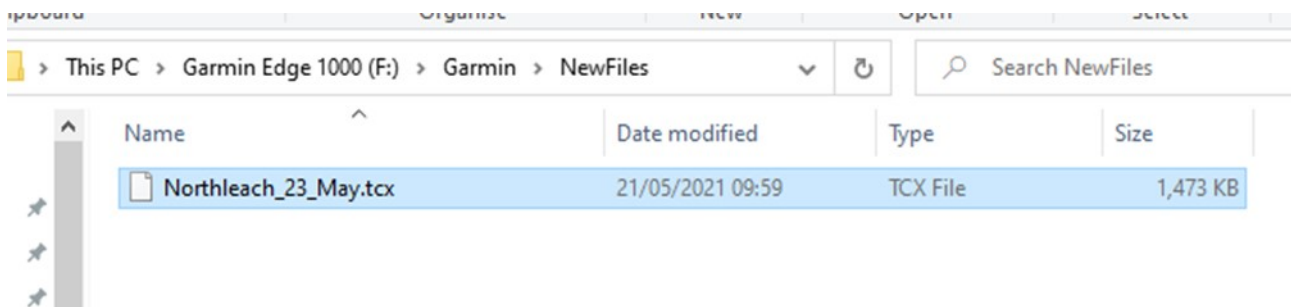 This PC > Garmin Edge 1000 (F:) > Garmin > NewFiles Search NewFiles
Name Date modified Type Size
Northleach_23_May.tcx 21/05/2021 09:59 TCX File 1,473 KB